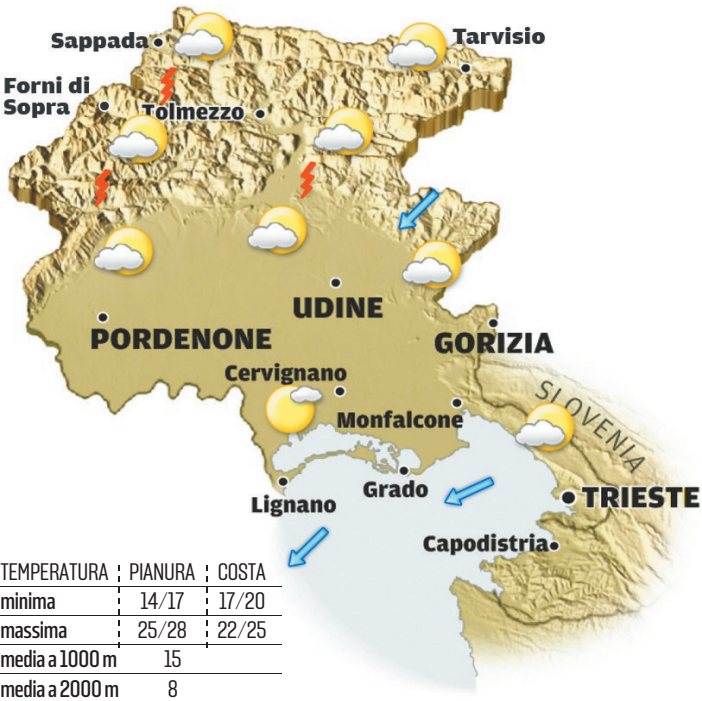 Sappada
Tarvisio
Forni di
Sopra
Tolmezzo
UDINE
PORDENONE
GORIZIA
Cervignano
SLOVENIA
Monfalcone
Grado
Lignano
TRIESTE
Capodistria
TEMPERATURA PIANURA COSTA
minima 14/17 17/20
massima 25/28 22/25
media a 1000 m 15
media a 2000 m 8